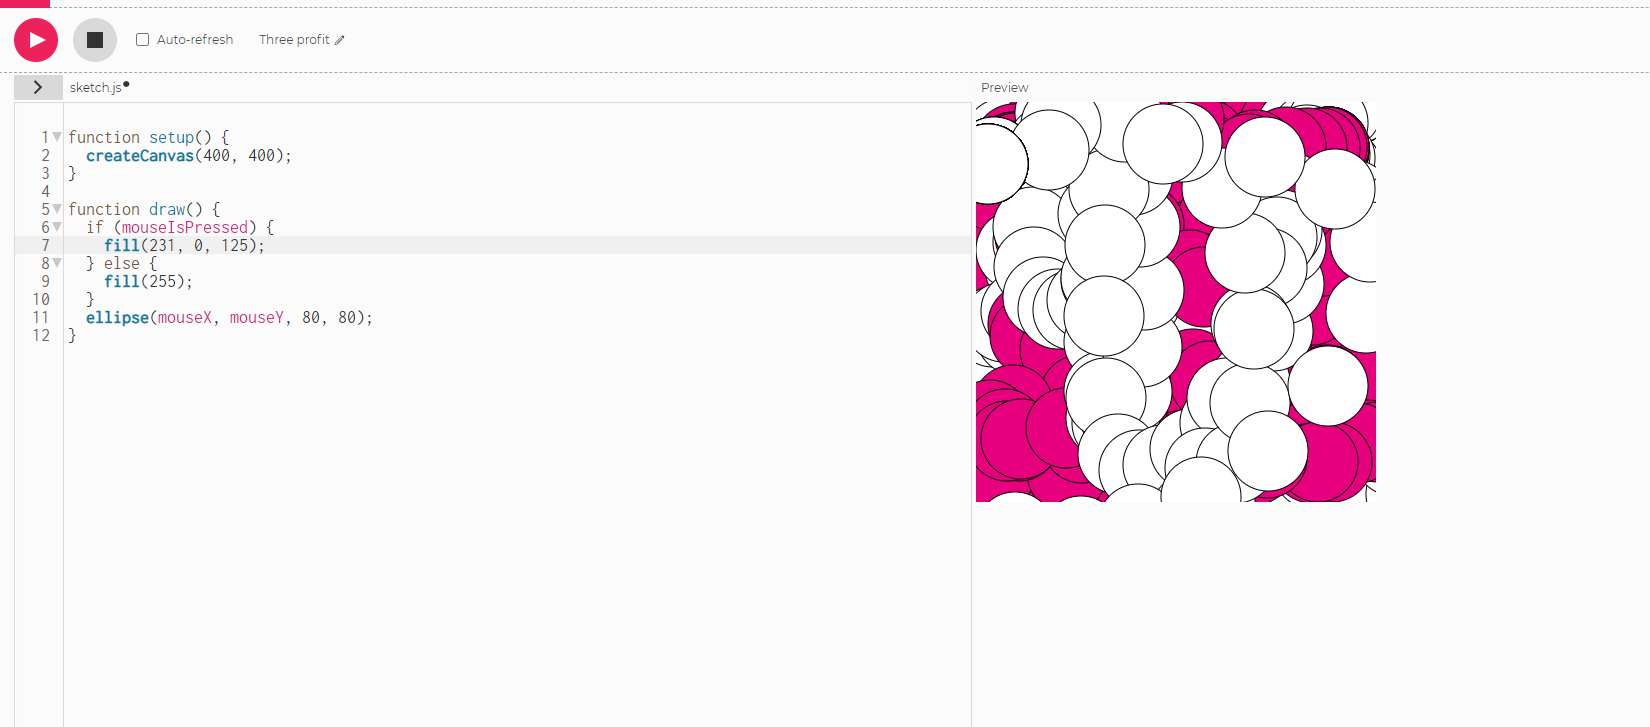 Auto-refresh Three profit
sketch.js
Preview
1 function setup() {
2 createCanvas(400, 400);
3 }
4
5 function draw() {
6 if (mouseIsPressed) {
7 fill(231, 0, 125);
8 } else {
9 fill(255);
10 }
11 ellipse(mouseX, mouseY, 80, 80);
12 }